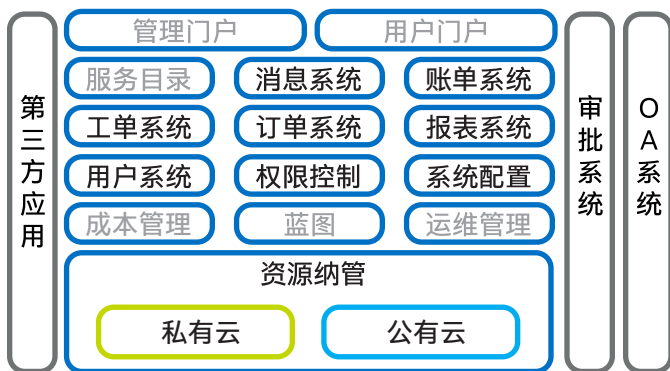 第三方应用
管理门户 用户门户
服务目录 消息系统 账单系统
工单系统 订单系统 报表系统
用户系统 权限控制 系统配置
成本管理 蓝图 运维管理
资源纳管
私有云 公有云
审批系统
OA系统